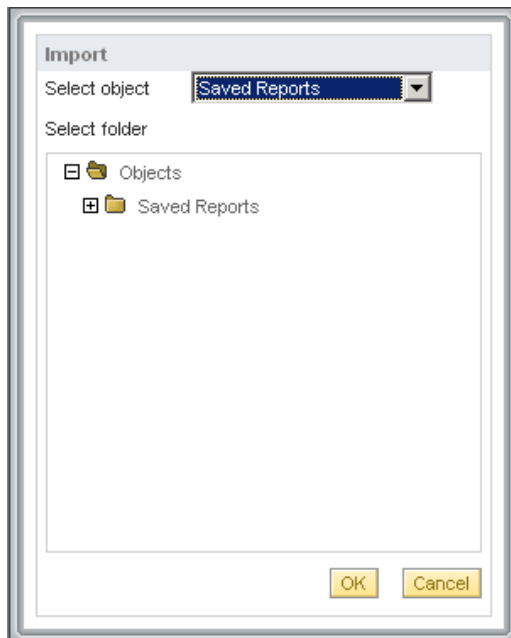 Import
Select object Saved Reports
Select folder
Objects
Saved Reports
OK Cancel